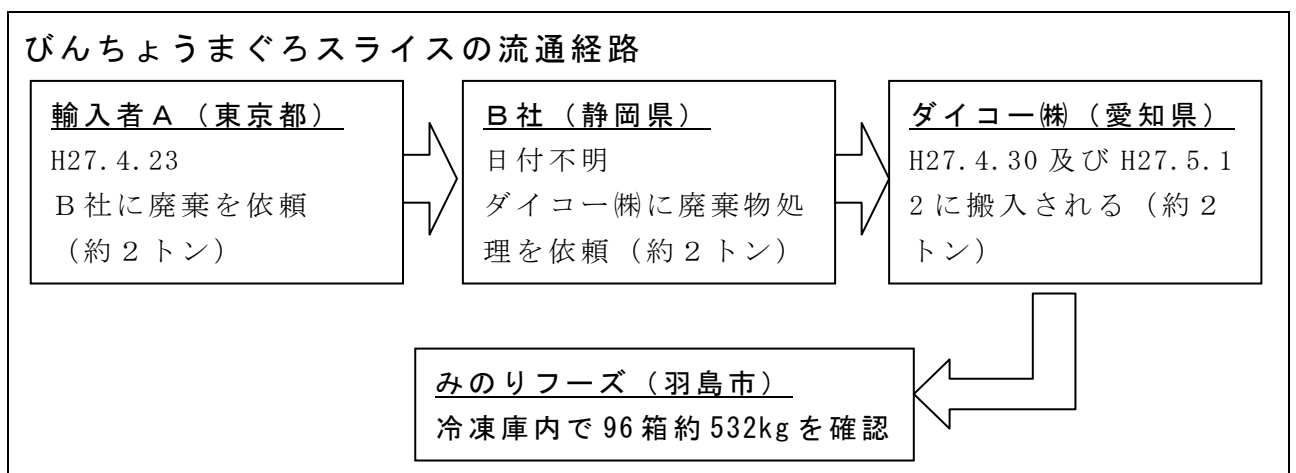 びんちょうまぐろスライスの流通経路
輸入者A（東京都）
H27.4.23
B社に廃棄を依頼
（約2トン）
B社（静岡県）
日付不明
ダイコー㈱に廃棄物処
理を依頼（約2トン）
ダイコー㈱（愛知県）
H27.4.30 及び H27.5.1
2に搬入される（約2
トン）
みのりフーズ（羽島市）
冷凍庫内で96箱約532kgを確認